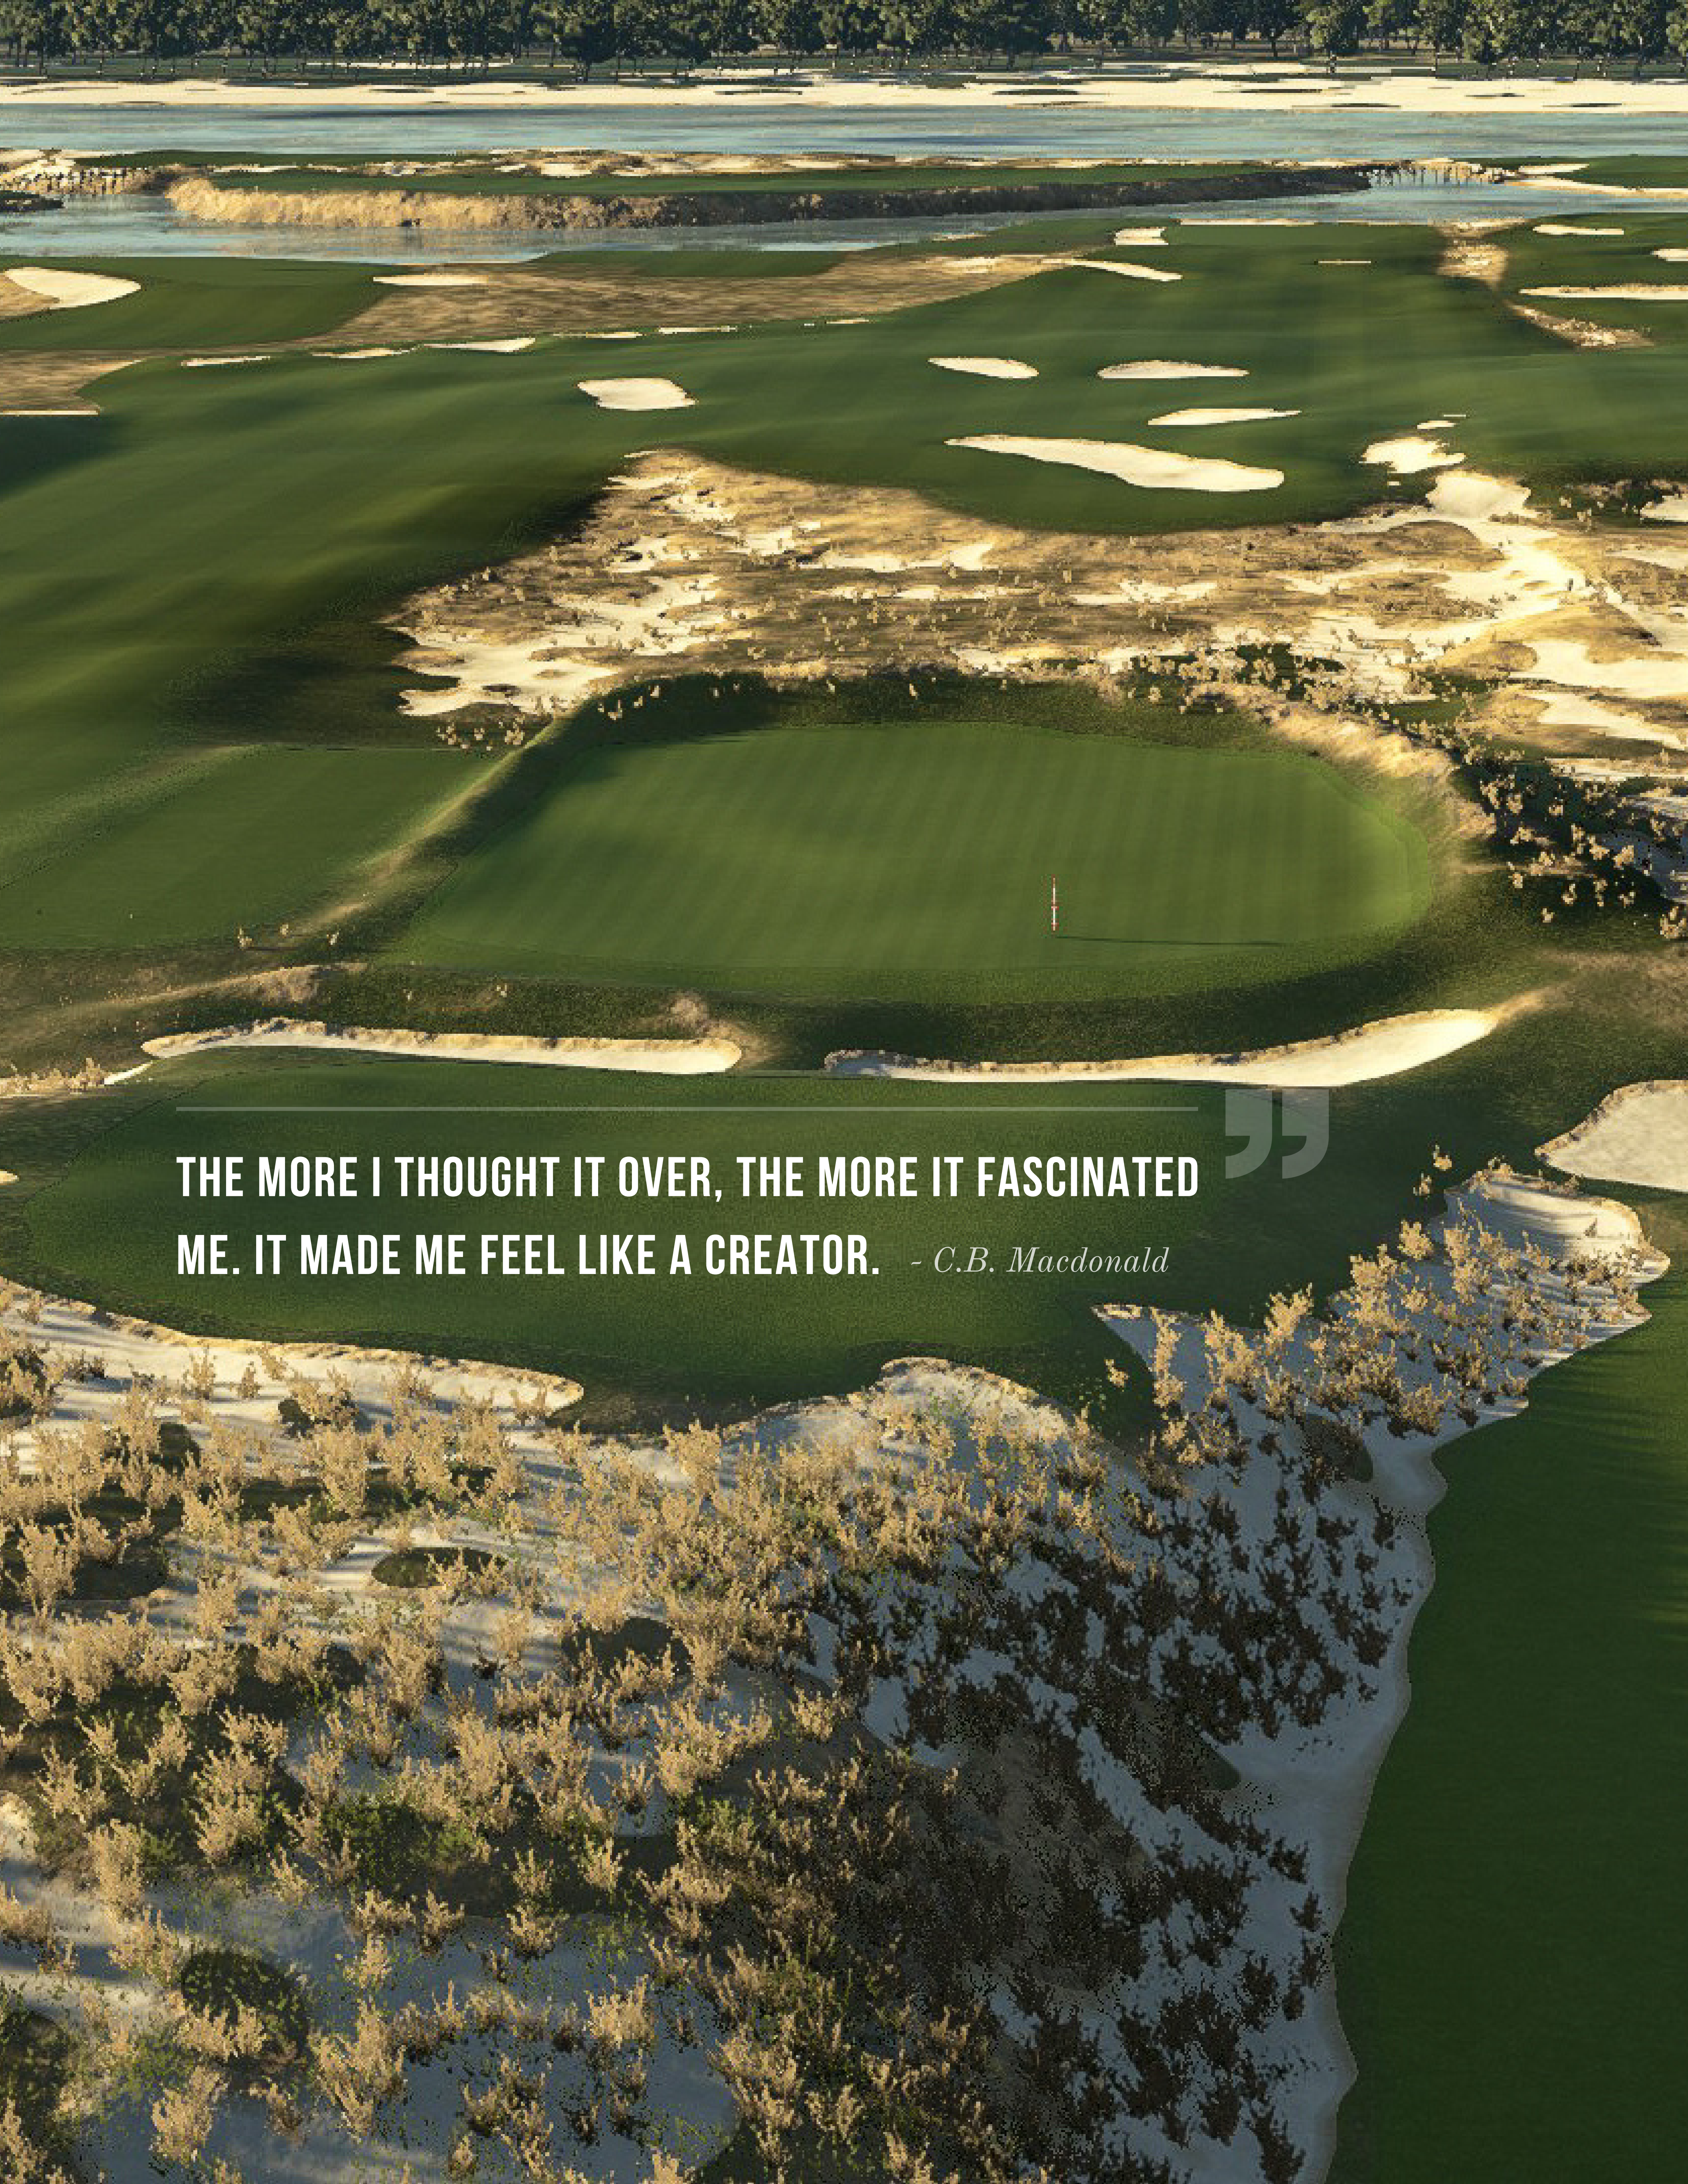 THE MORE I THOUGHT IT OVER, THE MORE IT FASCINATED
ME. IT MADE ME FEEL LIKE A CREATOR. - C.B. Macdonald
”